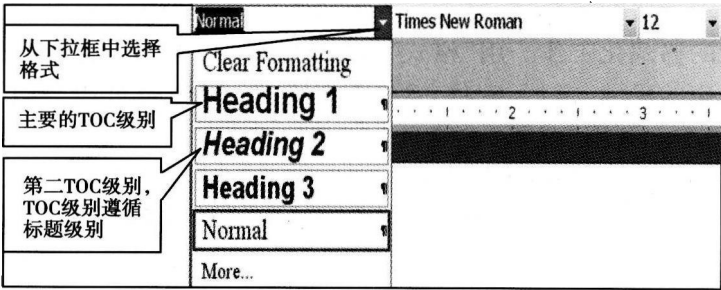 Normal
Times New Roman
12
从下拉框中选择
格式
Clear Formatting
主要的TOC级别
Heading 1
2
3
Heading 2
第二TOC级别，
TOC级别遵循
标题级别
Heading 3
Normal
More...